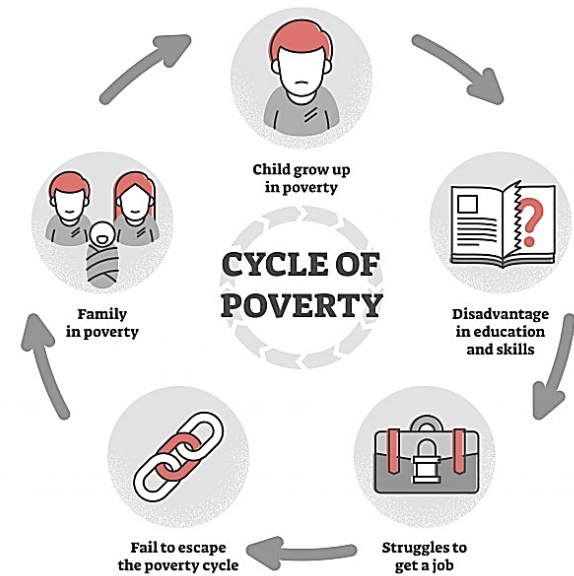 Child grow up
in poverty
CYCLE OF
POVERTY
Family
in poverty
Disadvantage
in education
and skills
?
Fail to escape
the poverty cycle
Struggles to
get a job